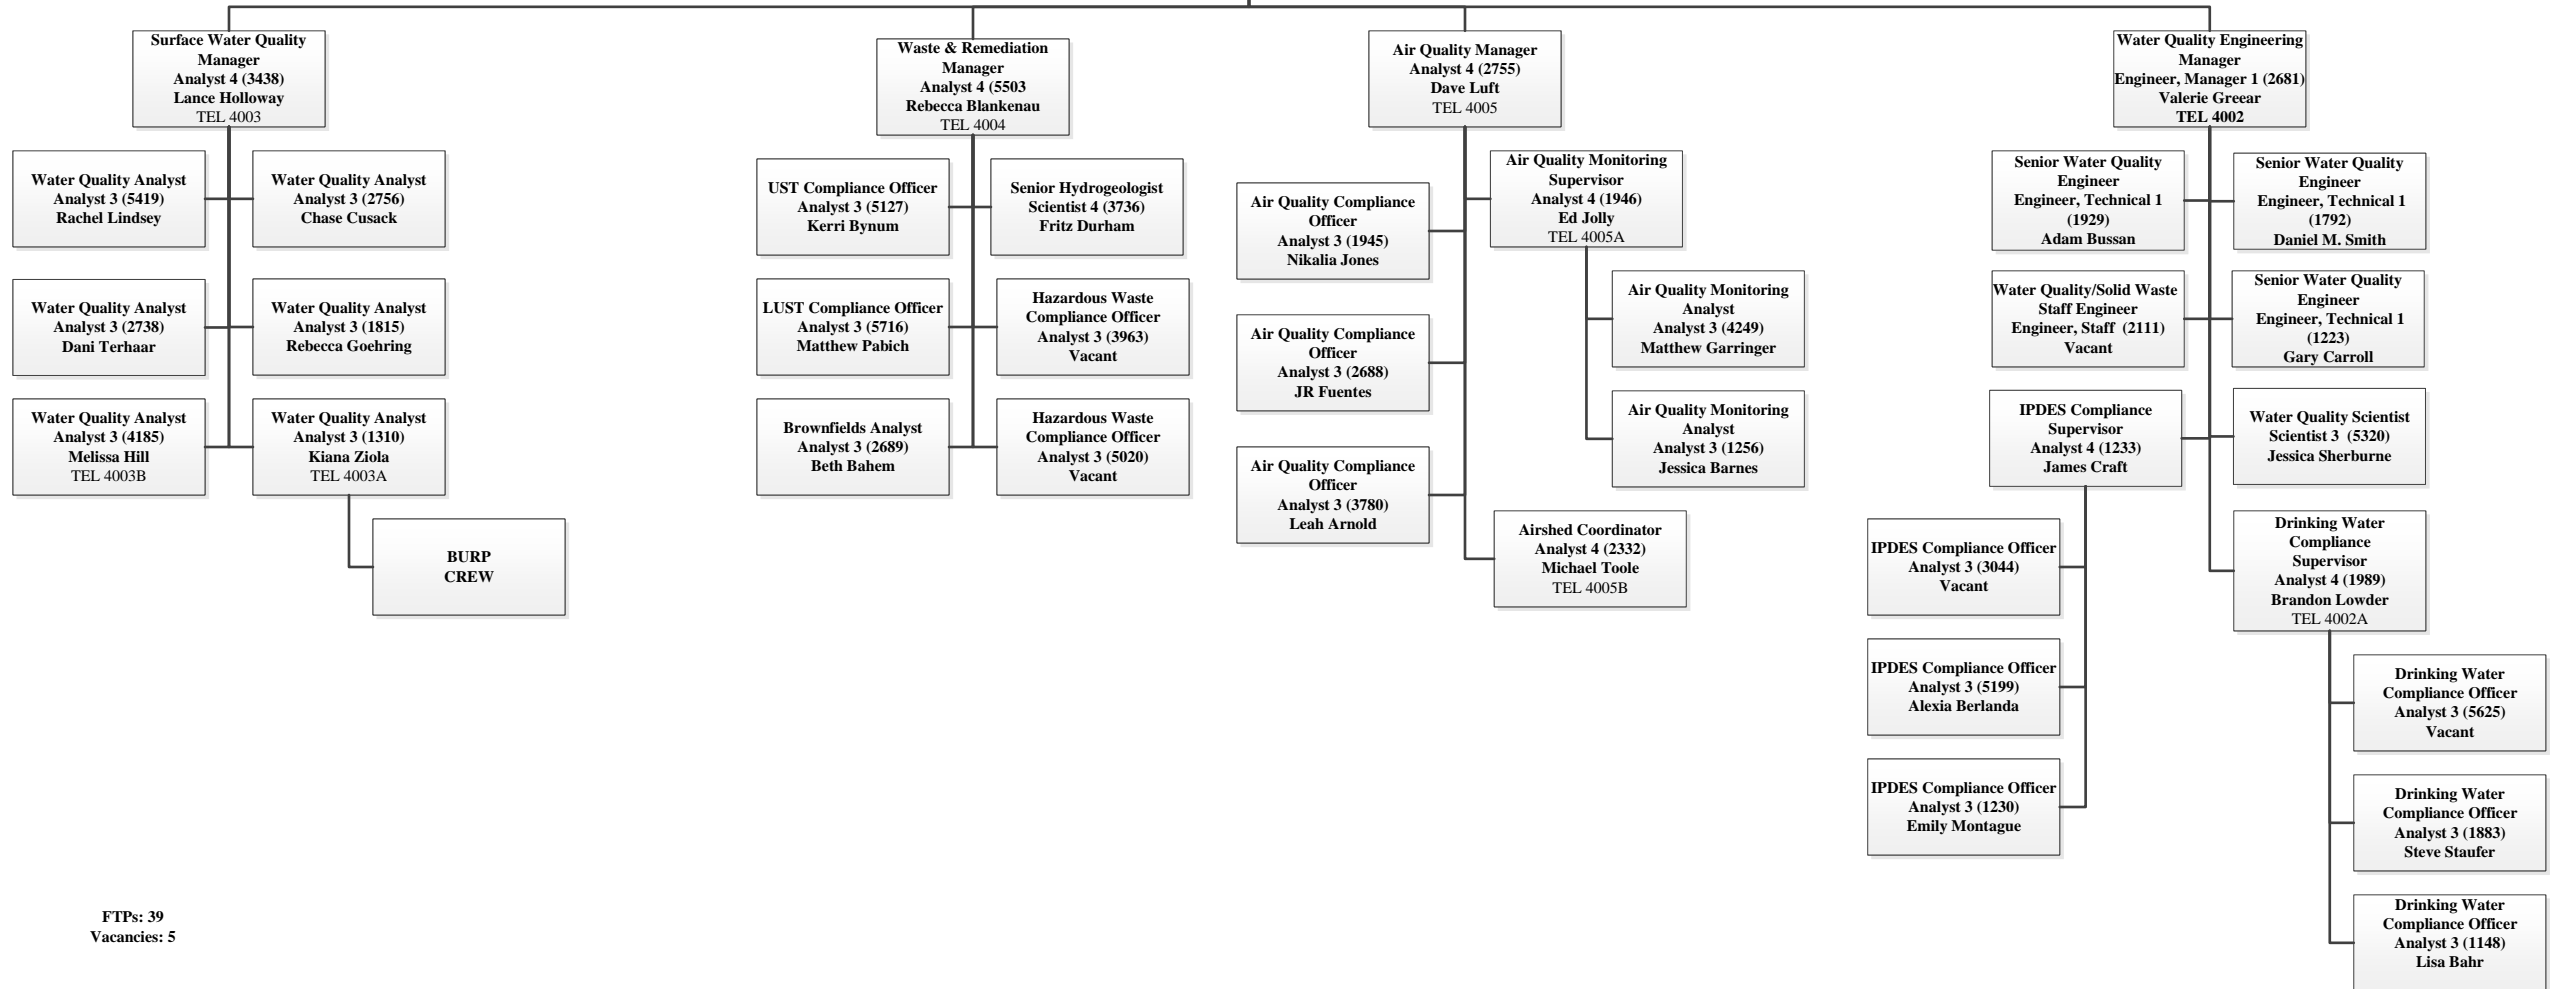 Surface Water Quality
Manager
Analyst 4 (3438)
Lance Holloway
TEL 4003
Water Quality Analyst
Analyst 3 (5419)
Rachel Lindsey
Water Quality Analyst
Analyst 3 (2756)
Chase Cusack
Water Quality Analyst
Analyst 3 (2738)
Dani Terhaar
Water Quality Analyst
Analyst 3 (1815)
Rebecca Goehring
Water Quality Analyst
Analyst 3 (4185)
Melissa Hill
TEL 4003B
Water Quality Analyst
Analyst 3 (1310)
Kiana Ziola
TEL 4003A
BURP
CREW
Waste & Remediation
Manager
Analyst 4 (5503
Rebecca Blankenau
TEL 4004
UST Compliance Officer
Analyst 3 (5127)
Kerri Bynum
Senior Hydrogeologist
Scientist 4 (3736)
Fritz Durham
LUST Compliance Officer
Analyst 3 (5716)
Matthew Pabich
Hazardous Waste
Compliance Officer
Analyst 3 (3963)
Vacant
Brownfields Analyst
Analyst 3 (2689)
Beth Bahem
Hazardous Waste
Compliance Officer
Analyst 3 (5020)
Vacant
Air Quality Manager
Analyst 4 (2755)
Dave Luft
TEL 4005
Air Quality Compliance
Officer
Analyst 3 (1945)
Nikalia Jones
Air Quality Compliance
Officer
Analyst 3 (2688)
JR Fuentes
Air Quality Compliance
Officer
Analyst 3 (3780)
Leah Arnold
Air Quality Monitoring
Supervisor
Analyst 4 (1946)
Ed Jolly
TEL 4005A
Air Quality Monitoring
Analyst
Analyst 3 (4249)
Matthew Garringer
Air Quality Monitoring
Analyst
Analyst 3 (1256)
Jessica Barnes
Airshed Coordinator
Analyst 4 (2332)
Michael Toole
TEL 4005B
Water Quality Engineering
Manager
Engineer, Manager 1 (2681)
Valerie Greear
TEL 4002
Senior Water Quality
Engineer
Engineer, Technical 1
(1929)
Adam Bussan
Senior Water Quality
Engineer
Engineer, Technical 1
(1792)
Daniel M. Smith
Water Quality/Solid Waste
Staff Engineer
Engineer, Staff (2111)
Vacant
Senior Water Quality
Engineer
Engineer, Technical 1
(1223)
Gary Carroll
IPDES Compliance
Supervisor
Analyst 4 (1233)
James Craft
Water Quality Scientist
Scientist 3 (5320)
Jessica Sherburne
IPDES Compliance Officer
Analyst 3 (3044)
Vacant
IPDES Compliance Officer
Analyst 3 (5199)
Alexia Berlanda
IPDES Compliance Officer
Analyst 3 (1230)
Emily Montague
Drinking Water
Compliance
Supervisor
Analyst 4 (1989)
Brandon Lowder
TEL 4002A
Drinking Water
Compliance Officer
Analyst 3 (5625)
Vacant
Drinking Water
Compliance Officer
Analyst 3 (1883)
Steve Staufer
Drinking Water
Compliance Officer
Analyst 3 (1148)
Lisa Bahr
FTPs: 39
Vacancies: 5